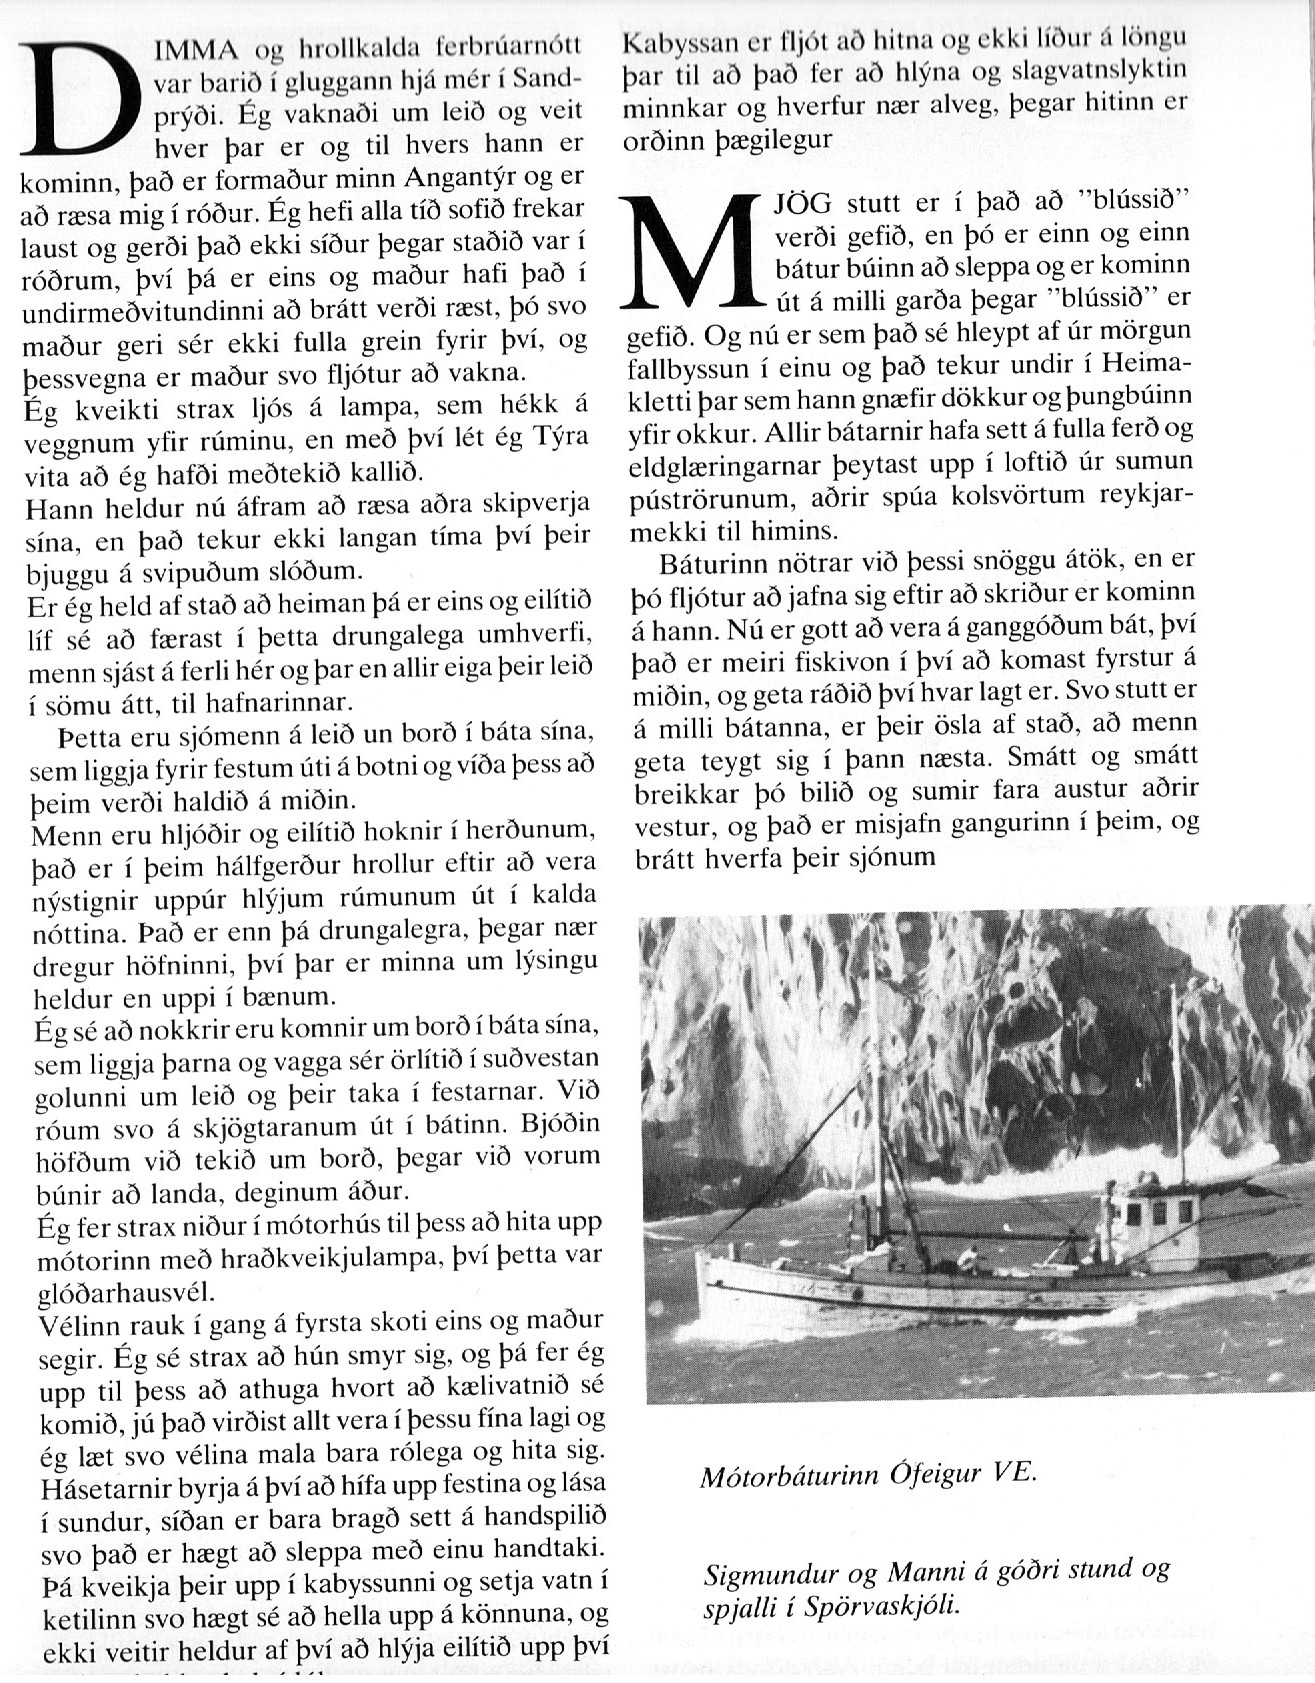 DIMMA og hrollkalda ferbrúarnótt
var barið í gluggann hjá mér í Sand-
prýði. Ég vaknaði um leið og veit
hver þar er og til hvers hann er
kominn, það er formaður minn Angantýr og er
að ræsa mig í róður. Ég hefi alla tíð sofið frekar
laust og gerði það ekki síður þegar staðið var í
róðrum, því þá er eins og maður hafi það í
undirmeðvitundinni að brátt verði ræst, þó svo
maður geri sér ekki fulla grein fyrir því, og
þessvegna er maður svo fljótur að vakna.
Ég kveikti strax ljós á lampa, sem hékk á
veggnum yfir rúminu, en með því lét ég Týra
vita að ég hafði meðtekið kallið.
Hann heldur nú áfram að ræsa aðra skipverja
sína, en það tekur ekki langan tíma því þeir
bjuggu á svipuðum slóðum.
Er ég held af stað að heiman þá er eins og eilítið
líf sé að færast í þetta drungalega umhverfi,
menn sjást á ferli hér og þar en allir eiga þeir leið
í sömu átt, til hafnarinnar.
Þetta eru sjómenn á leið un borð í báta sína,
sem liggja fyrir festum úti á botni og víða þess að
þeim verði haldið á miðin.
Menn eru hljóðir og eilítið hoknir í herðunum,
það er í þeim hálfgerður hrollur eftir að vera
nýstignir uppúr hlýjum rúmunum út í kalda
nóttina. Það er enn þá drungalegra, þegar nær
dregur höfninni, því þar er minna um lýsingu
heldur en uppi í bænum.
Ég sé að nokkrir eru komnir um borð í báta sína,
sem liggja þarna og vagga sér örlítið í suðvestan
golunni um leið og þeir taka í festarnar. Við
róum svo á skjögtaranum út í bátinn. Bjóðin
höfðum við tekið um borð, þegar við vorum
búnir að landa, deginum áður.
Ég fer strax niður í mótorhús til þess að hita upp
mótorinn með hraðkveikjulampa, því þetta var
glóðarhausvél.
Vélinn rauk í gang á fyrsta skoti eins og maður
segir. Ég sé strax að hún smyr sig, og þá fer ég
upp til þess að athuga hvort að kælivatnið sé
komið, jú það virðist allt vera í þessu fína lagi og
ég læt svo vélina mala bara rólega og hita sig.
Hásetarnir byrja á því að hífa upp festina og lása
í sundur, síðan er bara bragð sett á handspilið
svo það er hægt að sleppa með einu handtaki.
Þá kveikja þeir upp í kabyssunni og setja vatn í
ketilinn svo hægt sé að hella upp á könnuna, og
ekki veitir heldur af því að hlýja eilítið upp því
Kabyssan er fljót að hitna og ekki líður á löngu
þar til að það fer að hlýna og slagvatnslyktin
minnkar og hverfur nær alveg, þegar hitinn er
orðinn þægilegur
MJÖG stutt er í það að ”blússið”
verði gefið, en þó er einn og einn
bátur búinn að sleppa og er kominn
út á milli garða þegar ”blússið” er
gefið. Og nú er sem það sé hleypt af úr mörgun
fallbyssun í einu og það tekur undir í Heima-
kletti þar sem hann gnæfir dökkur og þungbúinn
yfir okkur. Allir bátarnir hafa sett á fulla ferð og
eldglæringarnar þeytast upp í loftið úr sumun
púströrunum, aðrir spúa kolsvörtum reykjar-
mekki til himins.
Báturinn nötrar við þessi snöggu átök, en er
þó fljótur að jafna sig eftir að skriður er kominn
á hann. Nú er gott að vera á ganggóðum bát, því
það er meiri fiskivon í því að komast fyrstur á
miðin, og geta ráðið því hvar lagt er. Svo stutt er
á milli bátanna, er þeir ösla af stað, að menn
geta teygt sig í þann næsta. Smátt og smátt
breikkar þó bilið og sumir fara austur aðrir
vestur, og það er misjafn gangurinn í þeim, og
brátt hverfa þeir sjónum
Mótorbáturinn Ófeigur VE.
Sigmundur og Manni á góðri stund og
spjalli í Spörvaskjóli.